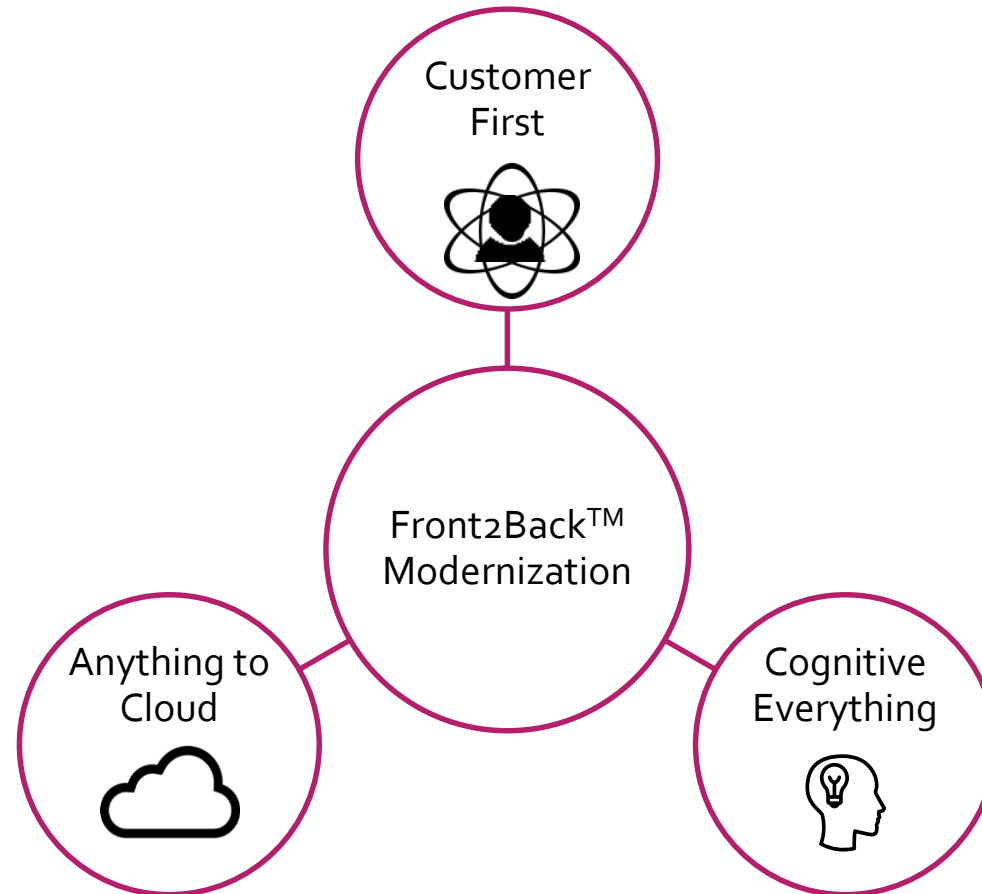 Customer
First
Front2Back™
Modernization
Anything to
Cloud
Cognitive
Everything